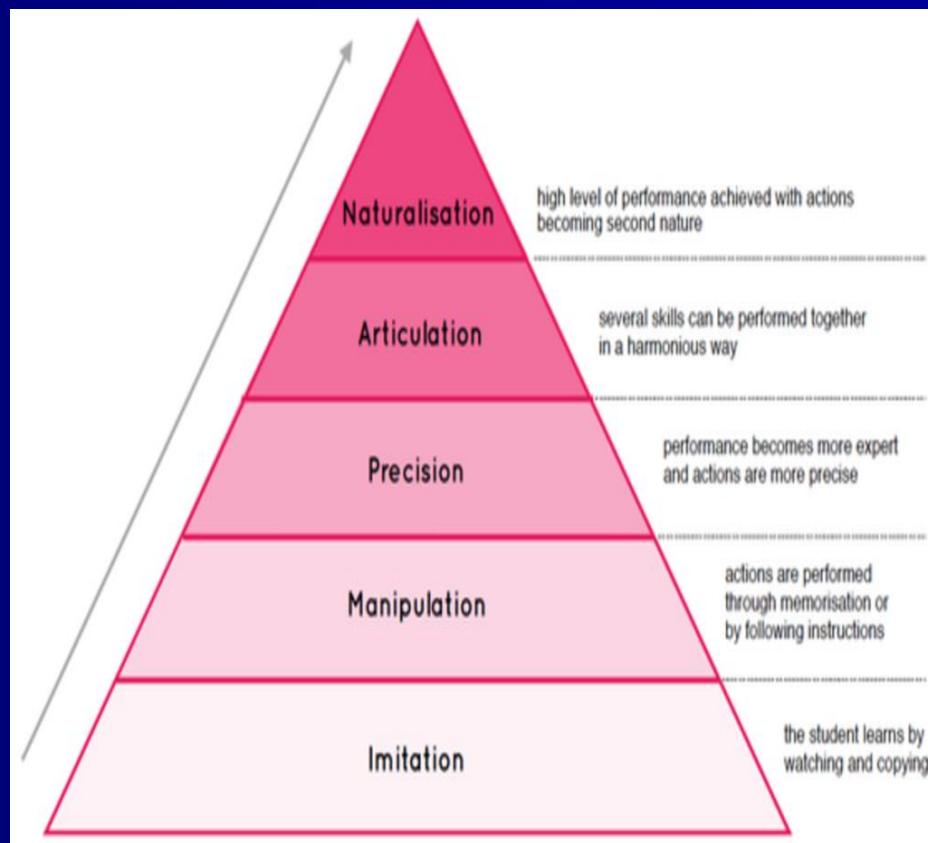 Naturalisation
high level of performance achieved with actions
becoming second nature
Articulation
several skills can be performed together
in a harmonious way
Precision
performance becomes more expert
and actions are more precise
Manipulation
actions are performed
through memorisation or
by following instructions
Imitation
the student learns by
watching and copying